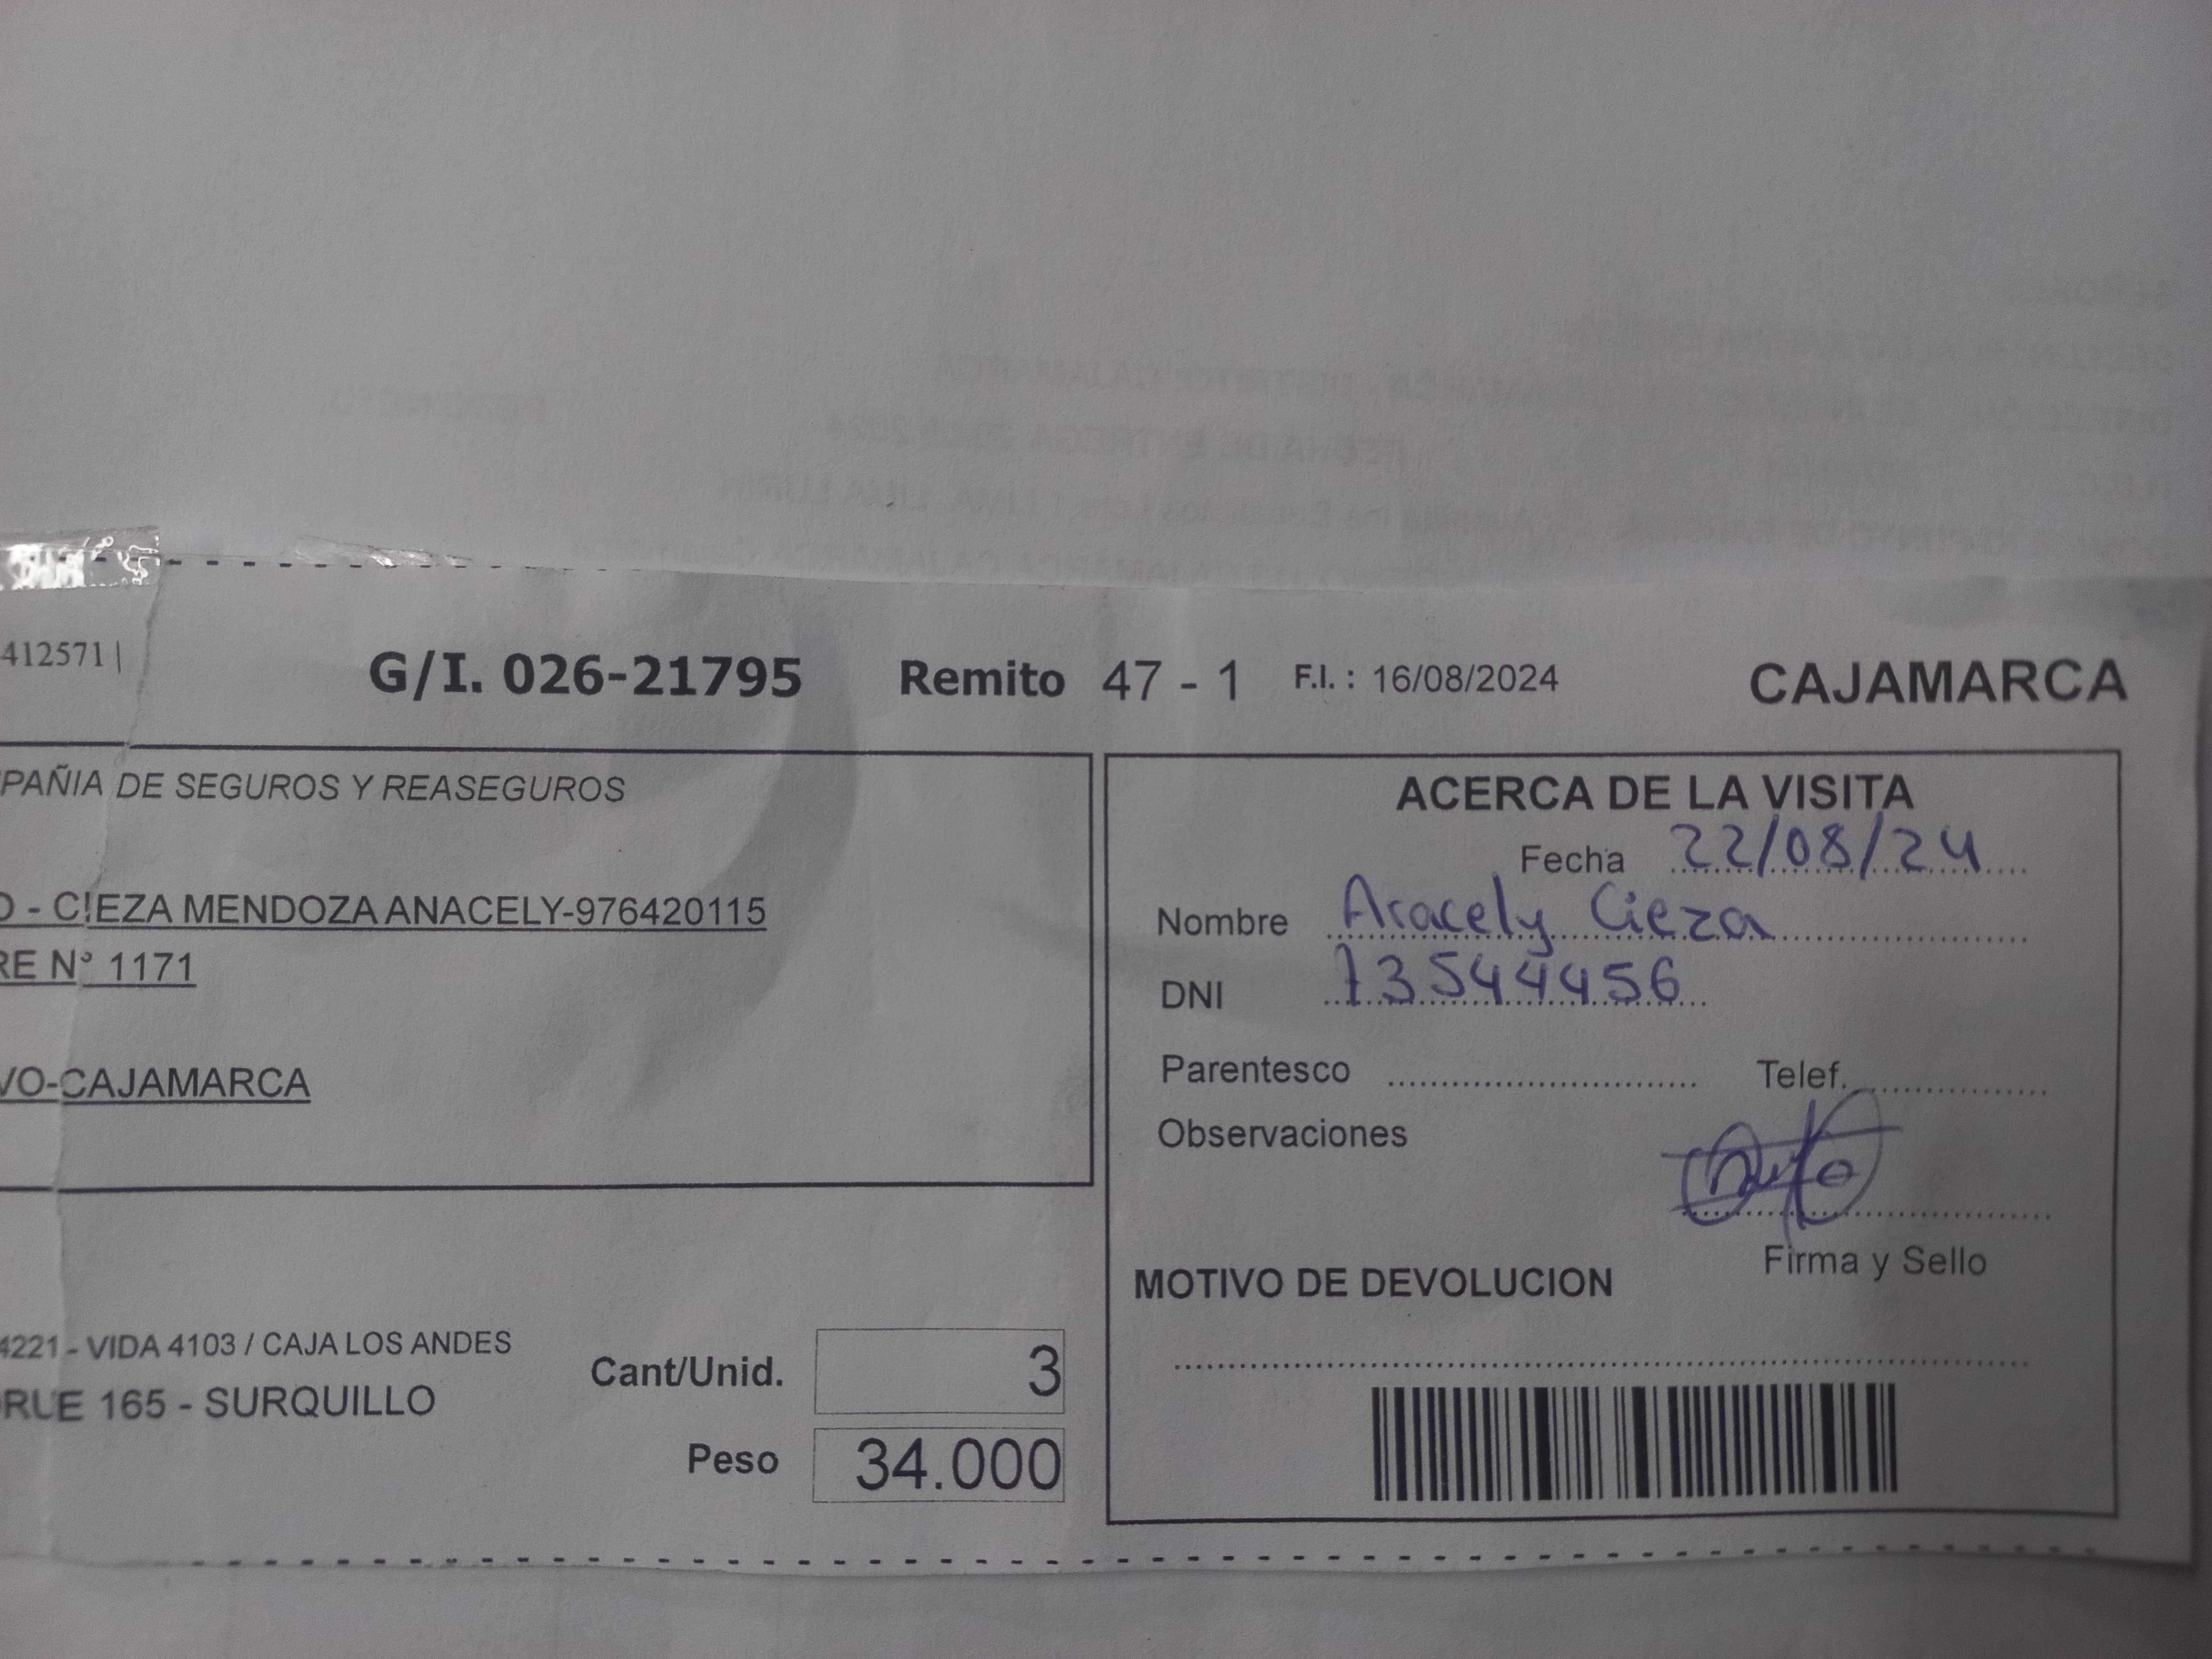 412571 |
G/I. 026-21795 Remito 47 - 1 F.I. : 16/08/2024 CAJAMARCA
PAÑIA DE SEGUROS Y REASEGUROS
O - CIEZA MENDOZA ANACELY-976420115
RE N° 1171
VO-CAJAMARCA
4221 - VIDA 4103 / CAJA LOS ANDES
ORUE 165 - SURQUILLO
Cant/Unid. 3
Peso 34.000
ACERCA DE LA VISITA
Fecha 22/08/24
Nombre Aracely Cieza
DNI 73544456
Parentesco Telef.
Observaciones
Firma y Sello
MOTIVO DE DEVOLUCION